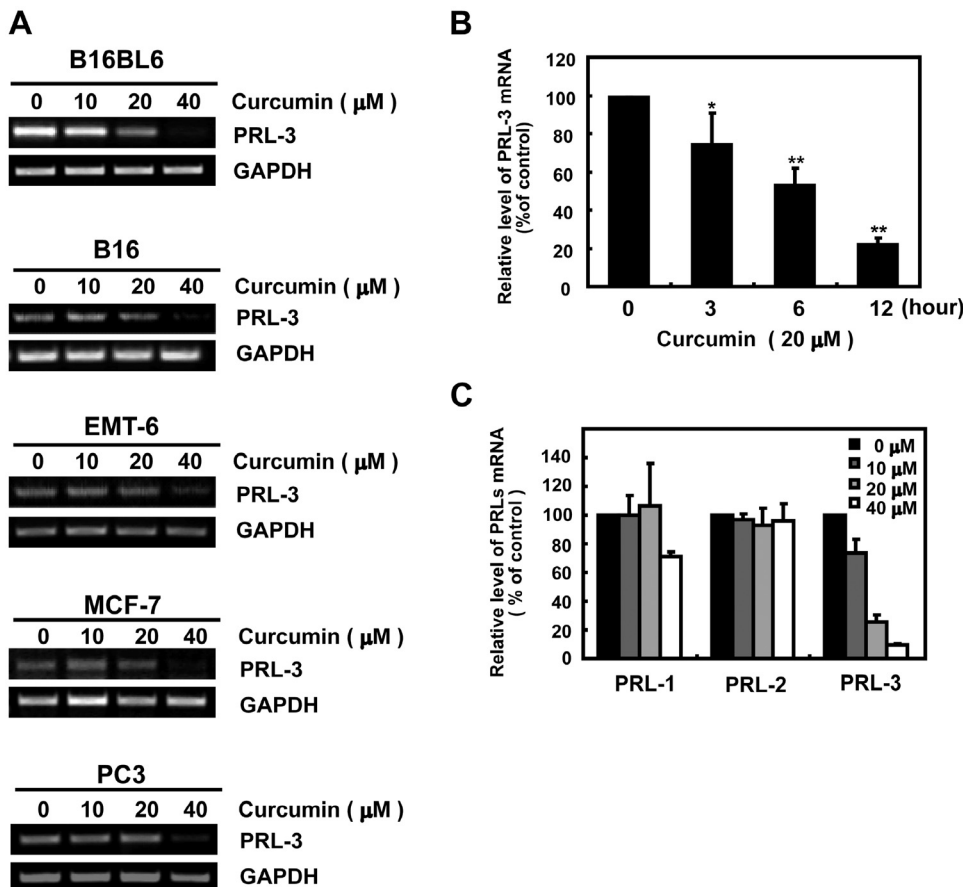 A
B16BL6
0 10 20 40 Curcumin ( μM )
PRL-3
GAPDH
B16
0 10 20 40 Curcumin ( μM )
PRL-3
GAPDH
EMT-6
0 10 20 40 Curcumin ( μM )
PRL-3
GAPDH
MCF-7
0 10 20 40 Curcumin ( μM )
PRL-3
GAPDH
PC3
0 10 20 40 Curcumin ( μM )
PRL-3
GAPDH
B
Relative level of PRL-3 mRNA
(%of control)
100
80
60
40
20
0
*
**
**
0 3 6 12 (hour)
Curcumin ( 20 μM )
C
Relative level of PRLs mRNA
( % of control )
140
120
100
80
60
40
20
0
0 μM
10 μM
20 μM
40 μM
PRL-1 PRL-2 PRL-3